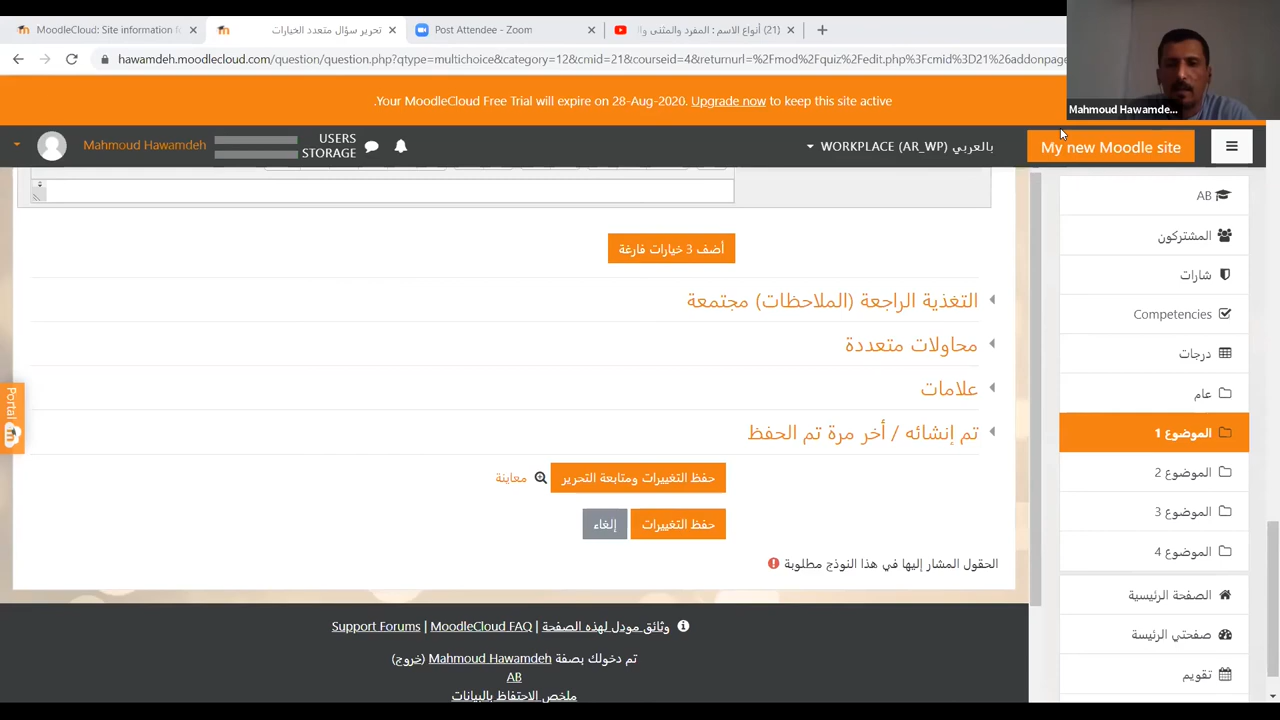 MoodleCloud: Site information f
تحرير سؤال متعدد الخيارات
Post Attendee - Zoom
(21) أنواع الاسم : المفرد والمثنى وا
hawamdeh.moodlecloud.com/question/question.php?qtype=multichoice&category=12&cmid=21&courseid=4&returnurl=%2Fmod%2Fquiz%2Fedit.php%3Fcmid%3D21%26addonpage
Mahmoud Hawamde...
Your MoodleCloud Free Trial will expire on 28-Aug-2020. Upgrade now to keep this site active.
Mahmoud Hawamdeh
USERS
STORAGE
بالعربي WORKPLACE (AR_WP)
My new Moodle site
AB
المشتركون
شارات
Competencies
درجات
عام
الموضوع 1
الموضوع 2
الموضوع 3
الموضوع 4
الصفحة الرئيسية
صفحتي الرئيسة
تقويم
أضف 3 خيارات فارغة
التغذية الراجعة (الملاحظات) مجتمعة
محاولات متعددة
علامات
تم إنشائه / أخر مرة تم الحفظ
حفظ التغييرات ومتابعة التحرير
معاينة
حفظ التغييرات
إلغاء
الحقول المشار إليها في هذا النوذج مطلوبة
Portal
وثائق مودل لهذه الصفحة | MoodleCloud FAQ | Support Forums
تم دخولك بصفة Mahmoud Hawamdeh (خروج)
AB
ملخص الاحتفاظ بالبيانات